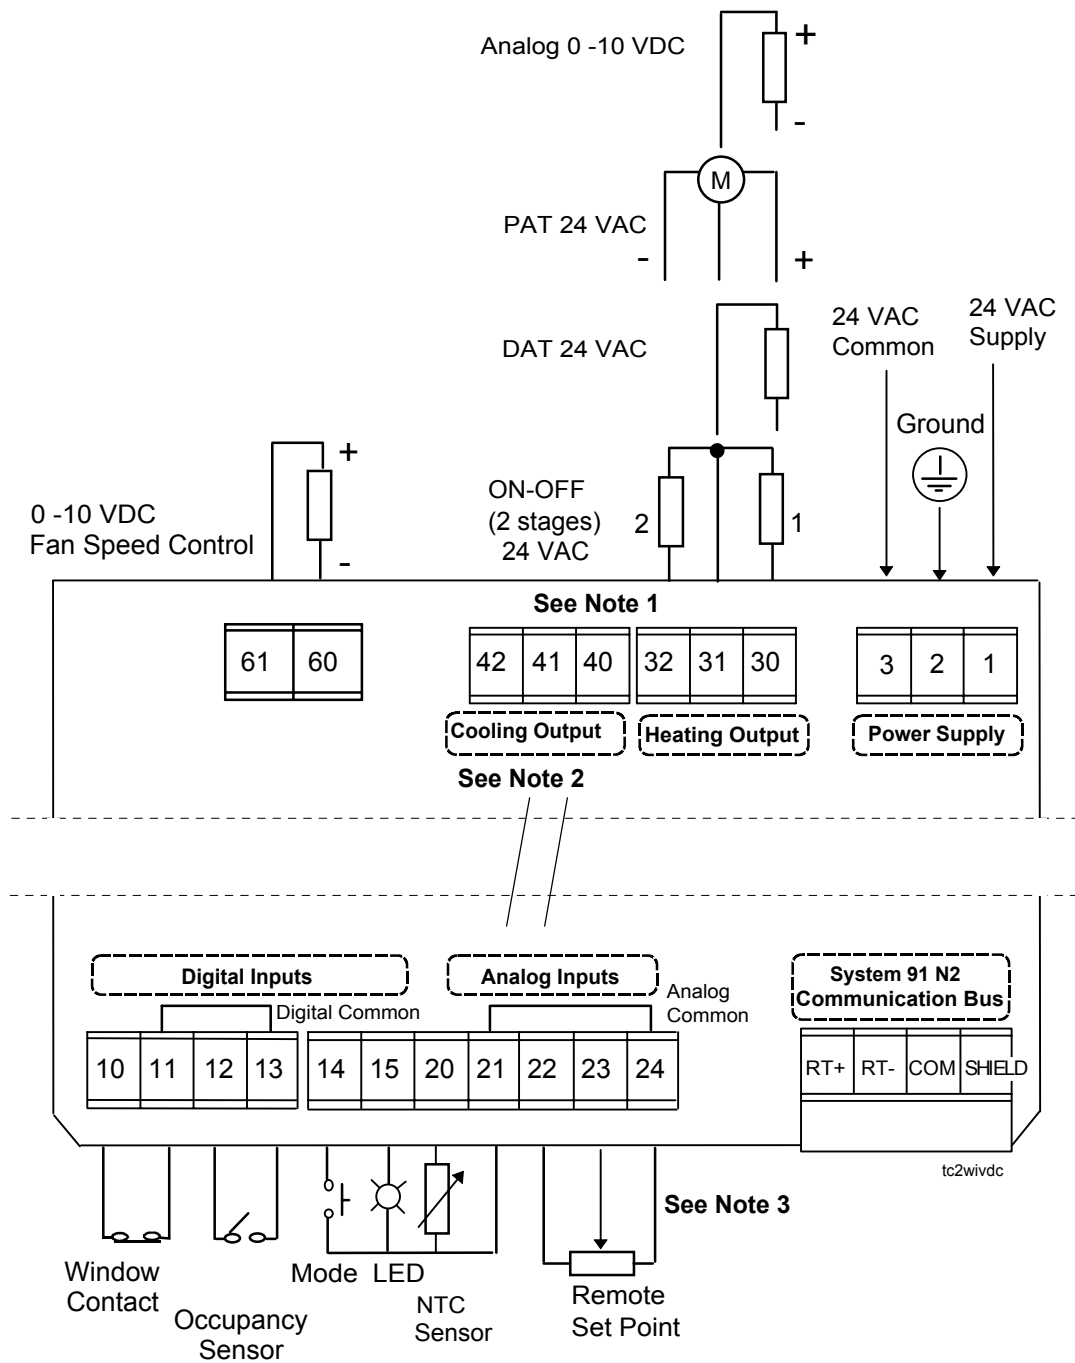 Analog 0 -10 VDC
+
-
M
PAT 24 VAC
-
+
DAT 24 VAC
24 VAC
Common
24 VAC
Supply
Ground
0 -10 VDC
Fan Speed Control
+
-
ON-OFF
(2 stages)
24 VAC
2
1
See Note 1
61 60
42 41 40 32 31 30
3 2 1
Cooling Output
Heating Output
Power Supply
See Note 2
Digital Inputs
Analog Inputs
System 91 N2
Communication Bus
Digital Common
Analog
Common
10 11 12 13 14 15 20 21 22 23 24
RT+ RT- COM SHIELD
tc2wivdc
See Note 3
Window
Contact
Occupancy
Sensor
Mode LED
NTC
Sensor
Remote
Set Point